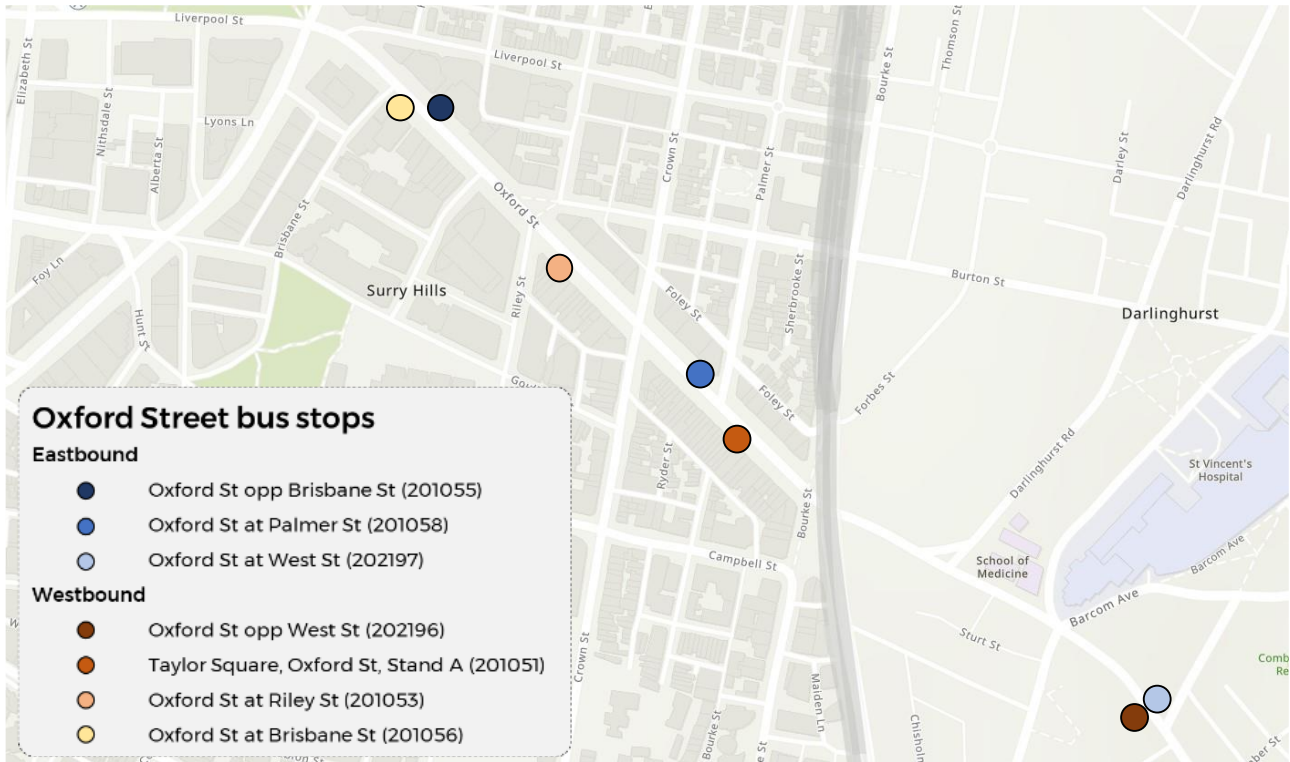 Liverpool St
Elizabeth St
Nithsdale St
Alberta St
Lyons Ln
Liverpool St
Crown St
Palmer St
Bourke St
Thomson St
Darley St
Darlinghurst Rd
Oxford St
Brisbane St
Foy Ln
Hunt St
Surry Hills
Riley St
Foley St
Sherbrooke St
Burton St
Darlinghurst
Foley St
Forbes St
Darlinghurst Rd
St Vincent's
Hospital
Ryder St
Bourke St
Campbell St
School of
Medicine
Barcom Ave
Barcom Ave
Sturt St
Crown St
Maiden Ln
Bourke St
Oxford Street bus stops
Eastbound
Oxford St opp Brisbane St (201055)
Oxford St at Palmer St (201058)
Oxford St at West St (202197)
Westbound
Oxford St opp West St (202196)
Taylor Square, Oxford St, Stand A (201051)
Oxford St at Riley St (201053)
Oxford St at Brisbane St (201056)